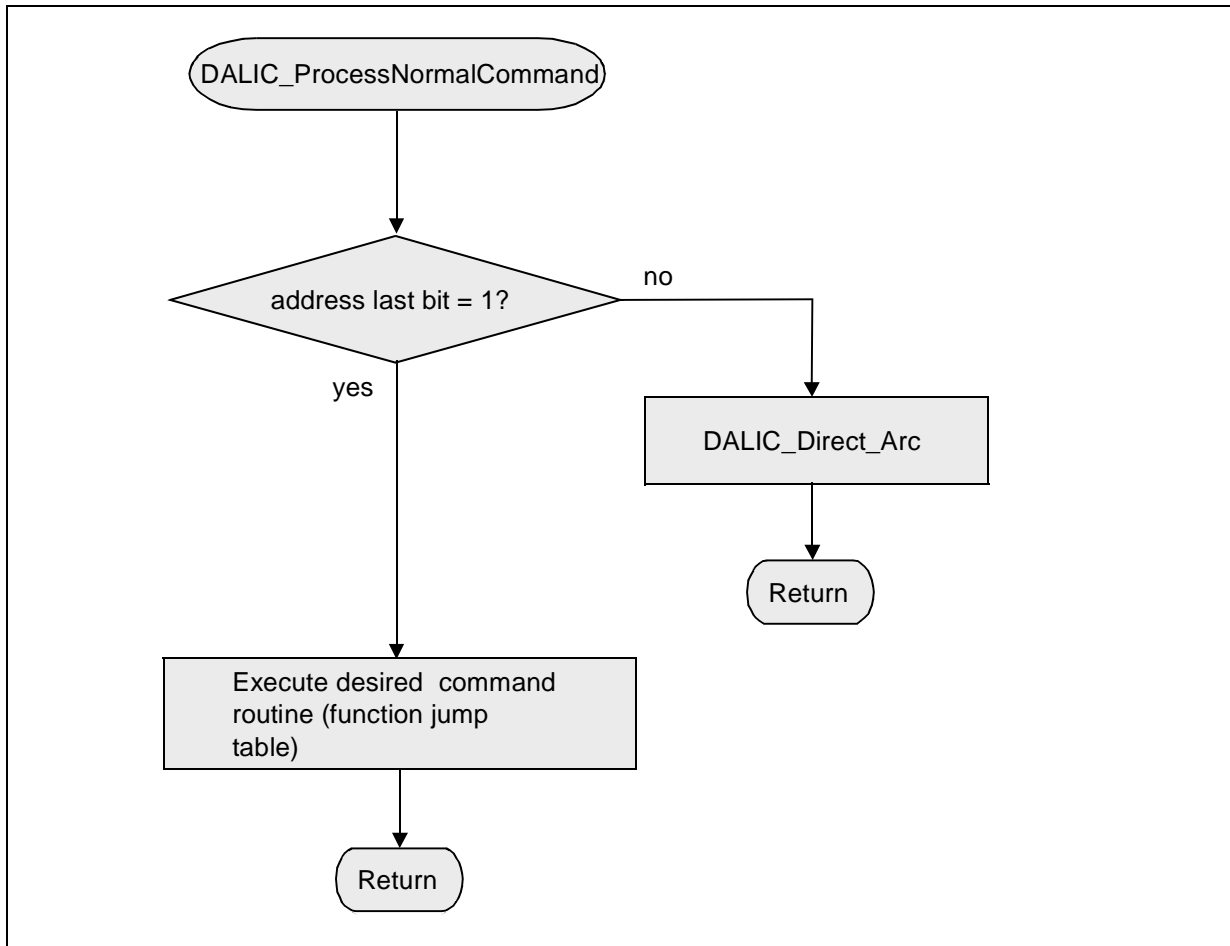 DALIC_ProcessNormalCommand
address last bit = 1?
no
yes
DALIC_Direct_Arc
Return
Execute desired command
routine (function jump
table)
Return